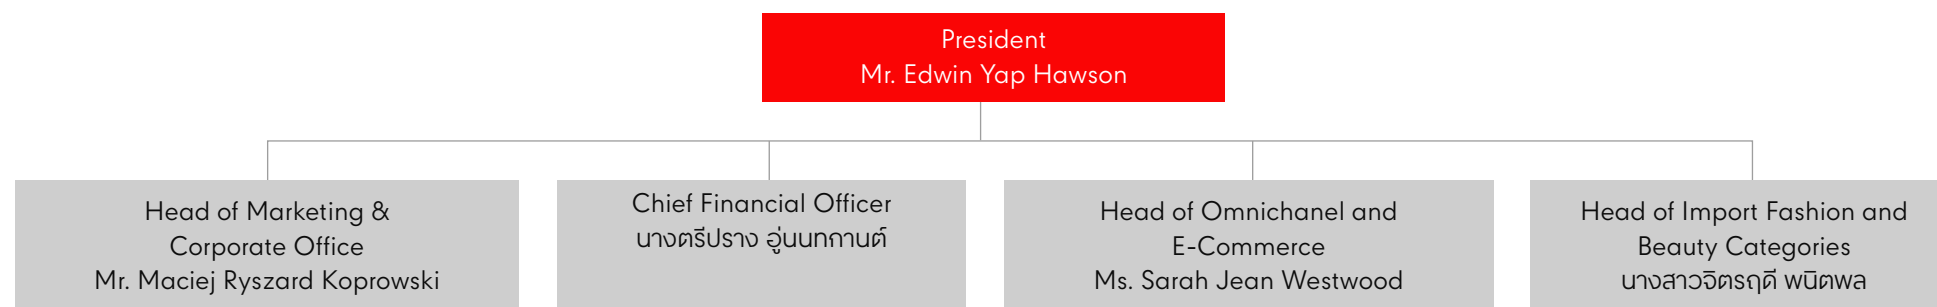 President
Mr. Edwin Yap Hawson
Head of Marketing &
Corporate Office
Mr. Maciej Ryszard Koprowski
Chief Financial Officer
นางตรีปราง อู่นนทกานต์
Head of Omnichanel and
E-Commerce
Ms. Sarah Jean Westwood
Head of Import Fashion and
Beauty Categories
นางสาวจิตรฤดี พนิตพล